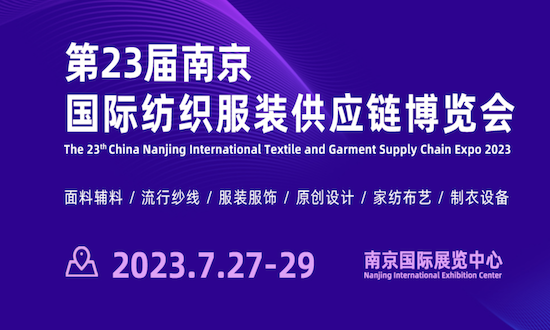 第23届南京
国际纺织服装供应链博览会
The 23th China Nanjing International Textile and Garment Supply Chain Expo 2023
面料辅料 / 流行纱线 / 服装服饰 / 原创设计 / 家纺布艺 / 制衣设备
2023.7.27-29
南京国际展览中心
Nanjing International Exhibition Center